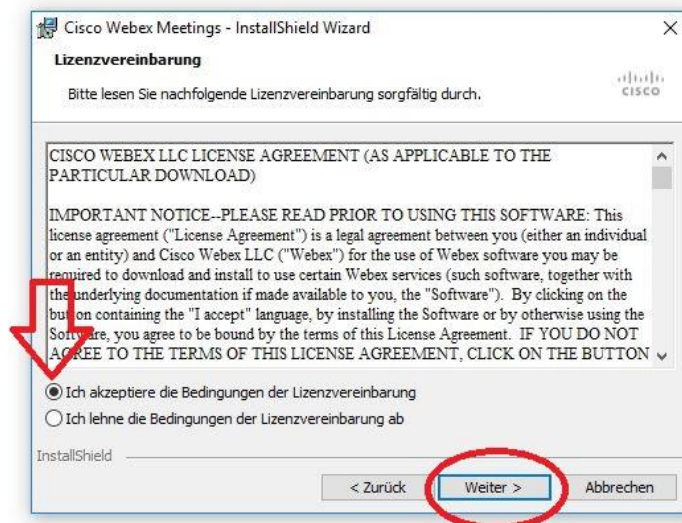 Cisco Webex Meetings - InstallShield Wizard
Lizenzvereinbarung
Bitte lesen Sie nachfolgende Lizenzvereinbarung sorgfältig durch.
CISCO
CISCO WEBEX LLC LICENSE AGREEMENT (AS APPLICABLE TO THE
PARTICULAR DOWNLOAD)
IMPORTANT NOTICE--PLEASE READ PRIOR TO USING THIS SOFTWARE: This
license agreement ("License Agreement") is a legal agreement between you (either an individual
or an entity) and Cisco Webex LLC ("Webex") for the use of Webex software you may be
required to download and install to use certain Webex services (such software, together with
the underlying documentation if made available to you, the "Software"). By clicking on the
button containing the "I accept" language, by installing the Software or by otherwise using the
Software, you agree to be bound by the terms of this License Agreement. IF YOU DO NOT
AGREE TO THE TERMS OF THIS LICENSE AGREEMENT, CLICK ON THE BUTTON
Ich akzeptiere die Bedingungen der Lizenzvereinbarung
Ich lehne die Bedingungen der Lizenzvereinbarung ab
InstallShield
< Zurück Weiter > Abbrechen